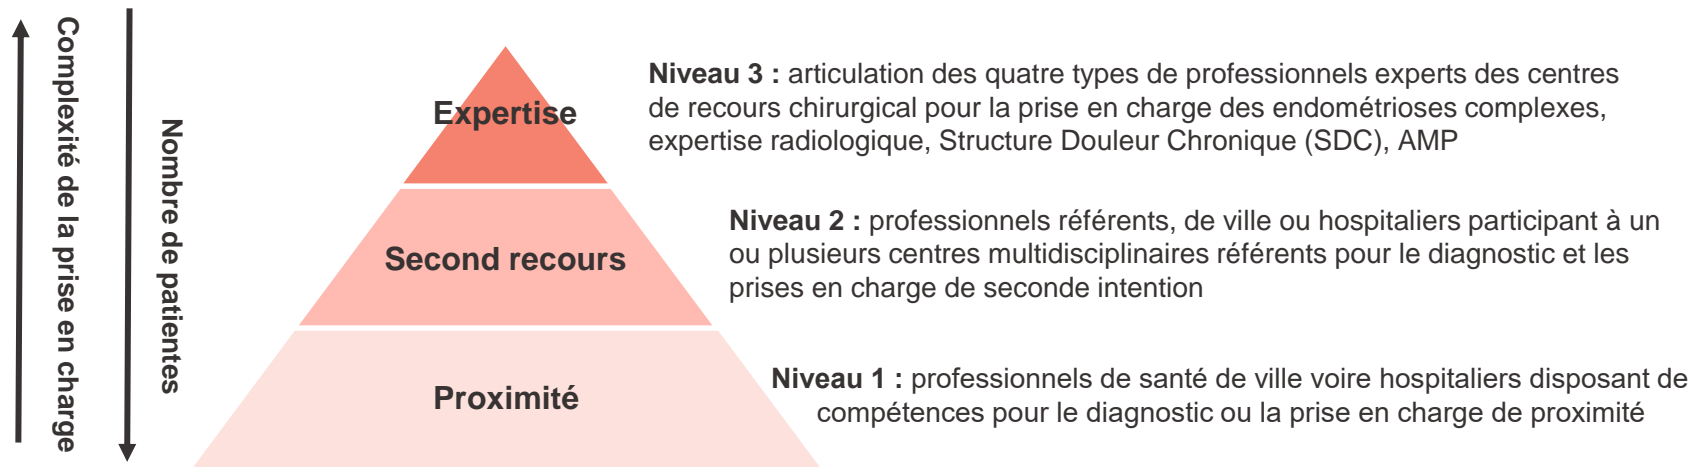 Complexité de la prise en charge
Nombre de patientes
Expertise
Niveau 3 : articulation des quatre types de professionnels experts des centres
de recours chirurgical pour la prise en charge des endométrioses complexes,
expertise radiologique, Structure Douleur Chronique (SDC), AMP
Second recours
Niveau 2 : professionnels référents, de ville ou hospitaliers participant à un
ou plusieurs centres multidisciplinaires référents pour le diagnostic et les
prises en charge de seconde intention
Proximité
Niveau 1 : professionnels de santé de ville voire hospitaliers disposant de
compétences pour le diagnostic ou la prise en charge de proximité